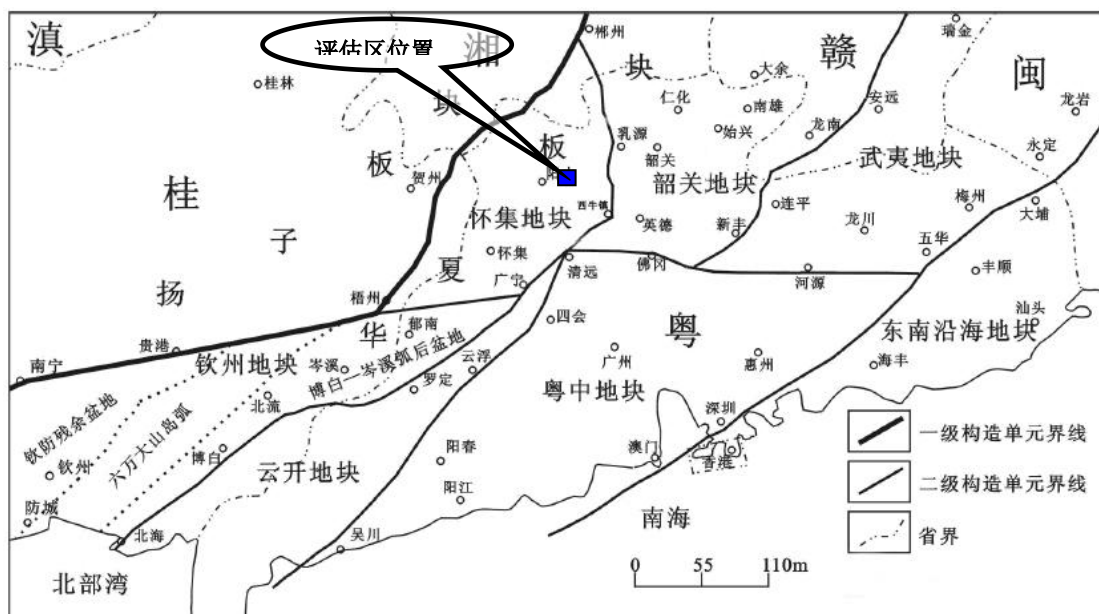 滇
郴州
瑞金
评估区位置
湘
赣
闽
块
大余
桂林
块
仁化
南雄
安远
龙岩
乳源
始兴
龙南
板
韶关
永定
板
武夷地块
贺州
韶关地块
桂
连平
梅州
大埔
怀集地块
西牛镇
英德
新丰
龙川
子
五华
怀集
夏
清远
佛冈
丰顺
扬
广宁
河源
梧州
汕头
华
郁南
四会
粤
东南沿海地块
贵港
南宁
钦州地块
岑溪
博白—岑溪弧后盆地
云浮
广州
惠州
海丰
罗定
北流
粤中地块
钦防残余盆地
六万大山岛弧
深圳
一级构造单元界线
博白
阳春
澳门
香港
钦州
云开地块
二级构造单元界线
阳江
防城
南海
北海
吴川
省界
北部湾
0 55 110m